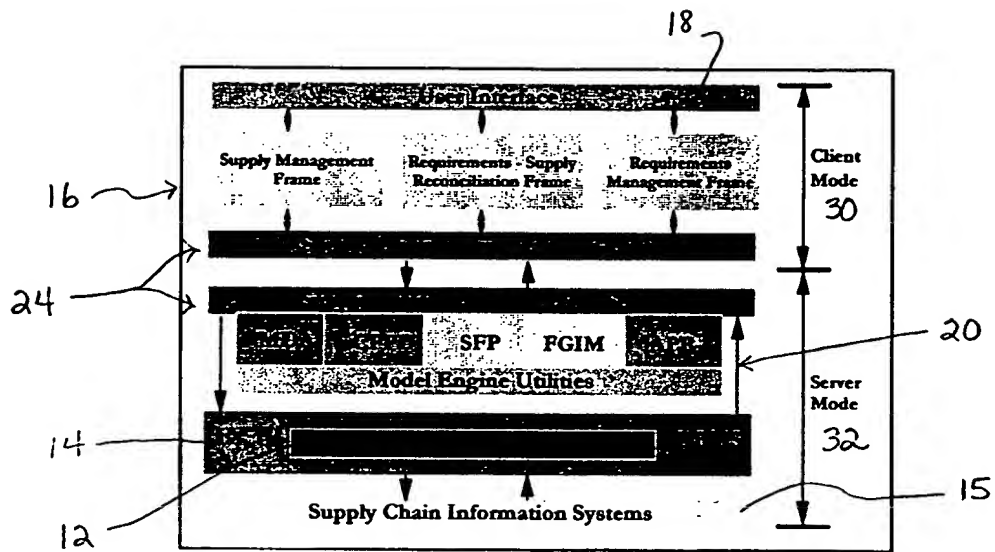 18
User Interface
Supply Management
Frame
Requirements - Supply
Reconciliation Frame
Requirements
Management Frame
Client
Mode
30
16
24
SFP
FGIM
20
Model Engine Utilities
Server
Mode
32
14
12
Supply Chain Information Systems
15